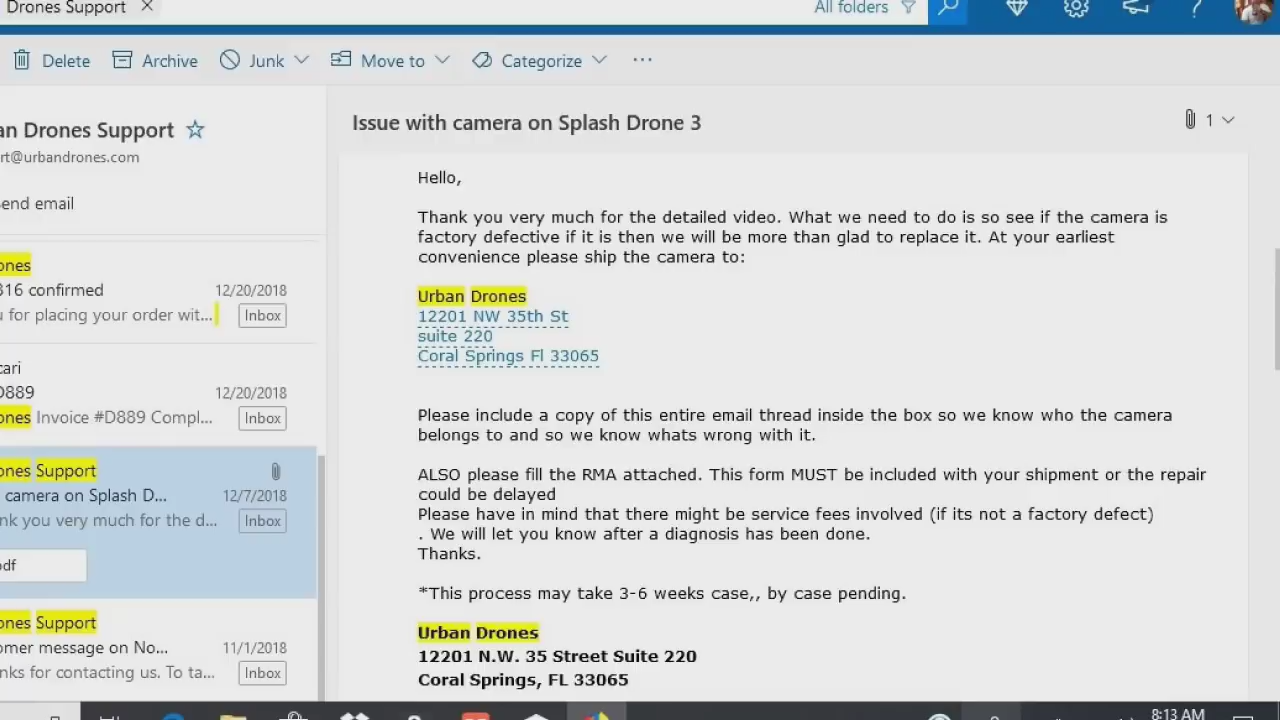 Drones Support
All folders
Delete
Archive
Junk
Move to
Categorize
an Drones Support
rt@urbandrones.com
end email
ones
316 confirmed
12/20/2018
u for placing your order wit...
Inbox
cari
D889
12/20/2018
ones Invoice #D889 Compl...
Inbox
ones Support
camera on Splash D...
12/7/2018
nk you very much for the d...
Inbox
odf
ones Support
omer message on No...
11/1/2018
nks for contacting us. To ta...
Inbox
Issue with camera on Splash Drone 3
1
Hello,
Thank you very much for the detailed video. What we need to do is so see if the camera is
factory defective if it is then we will be more than glad to replace it. At your earliest
convenience please ship the camera to:
Urban Drones
12201 NW 35th St
suite 220
Coral Springs Fl 33065
Please include a copy of this entire email thread inside the box so we know who the camera
belongs to and so we know whats wrong with it.
ALSO please fill the RMA attached. This form MUST be included with your shipment or the repair
could be delayed
Please have in mind that there might be service fees involved (if its not a factory defect)
. We will let you know after a diagnosis has been done.
Thanks.
*This process may take 3-6 weeks case,, by case pending.
Urban Drones
12201 N.W. 35 Street Suite 220
Coral Springs, FL 33065
8:13 AM